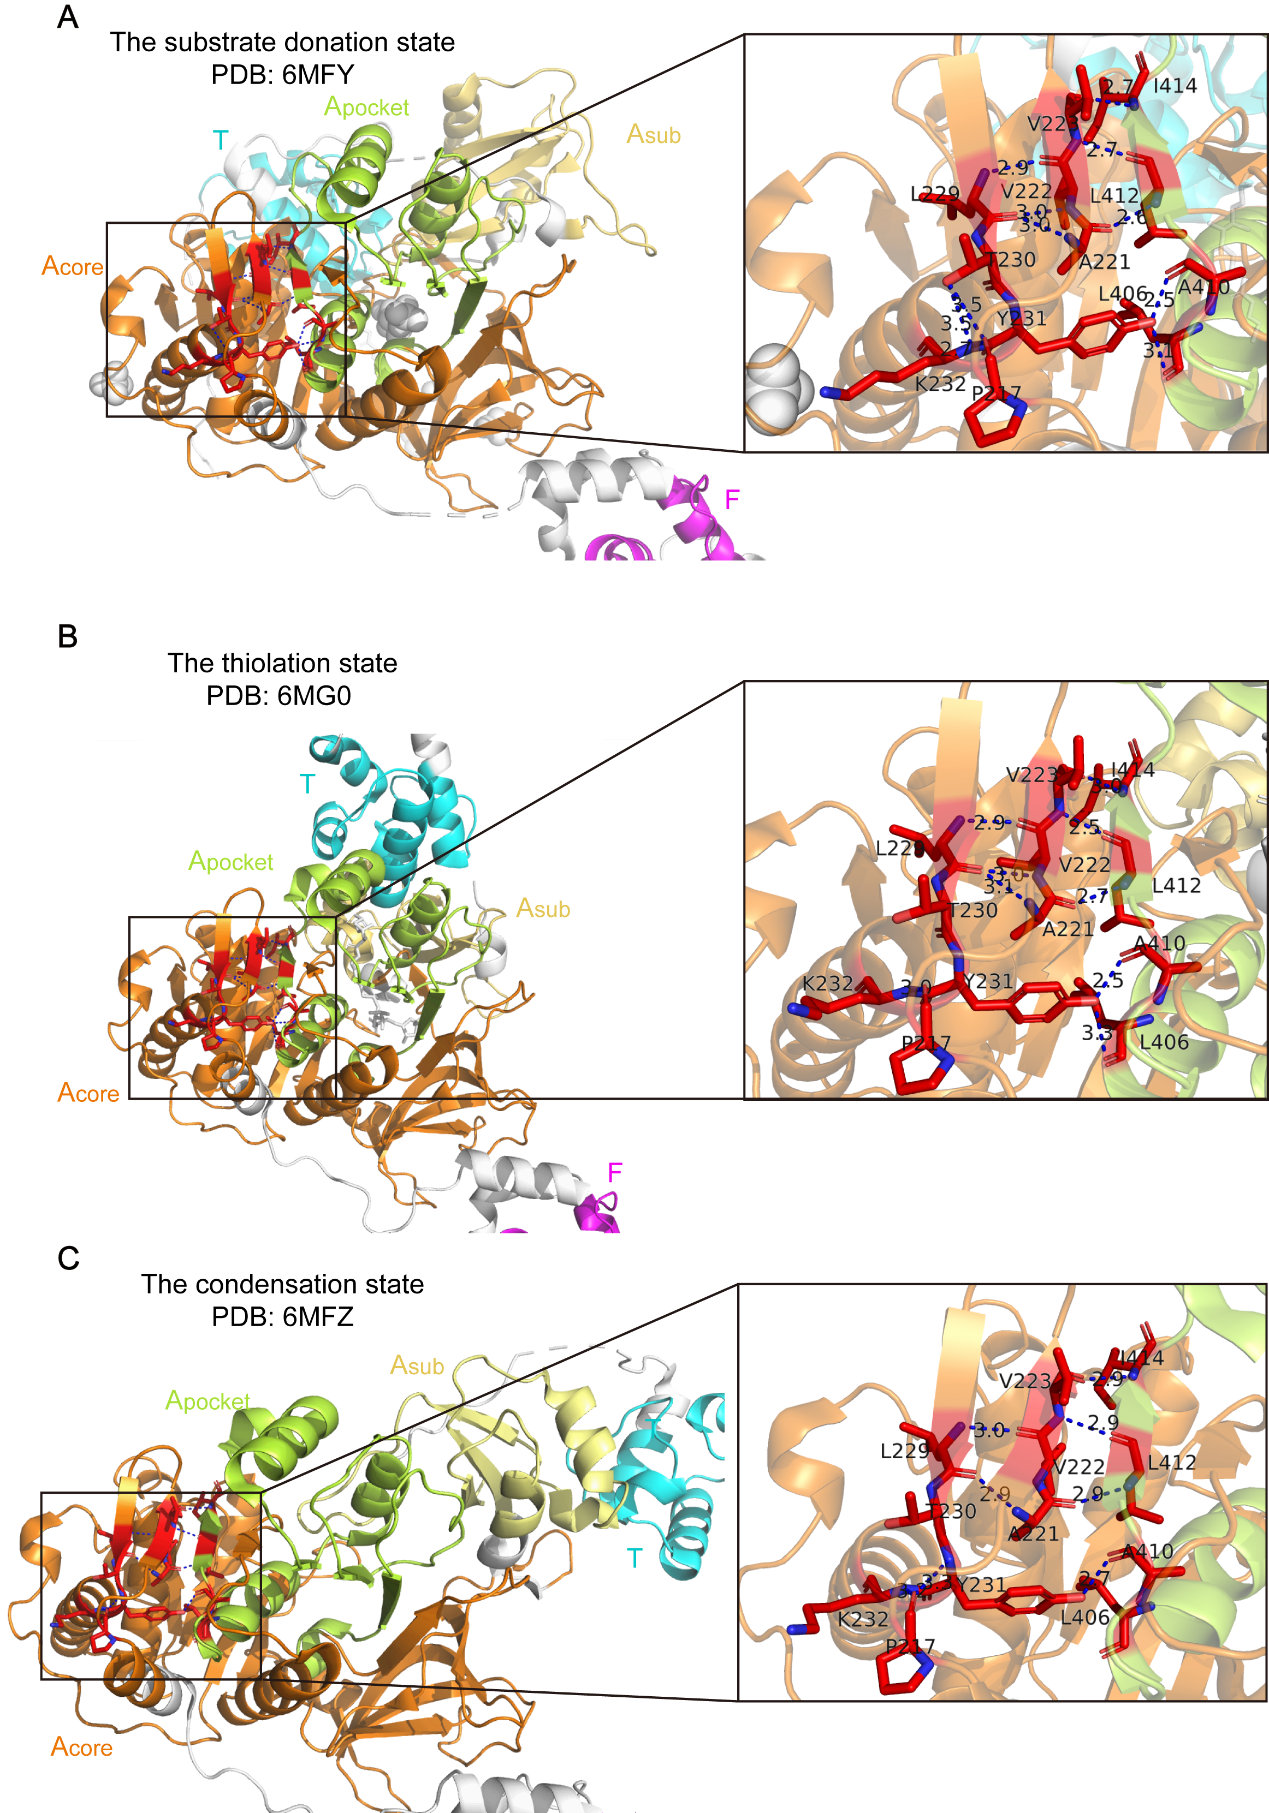 A
The substrate donation state
PDB: 6MFY
Apocket
T
Asub
Acore
F
2.7
I414
V223
2.7
2.9
L229
V222
L412
3.0
2.6
3.0
T230
A221
L406
A410
3.5
2.5
3.5
Y231
2.7
3.1
K232
P217
B
The thiolation state
PDB: 6MG0
T
Apocket
Asub
Acore
F
V223
I414
3.0
2.9
2.5
L229
V222
3.1
L412
2.7
T230
A221
A410
K232
3.0
Y231
2.5
P217
3.3
L406
C
The condensation state
PDB: 6MFZ
Asub
Apocket
T
T
Acore
I414
V223
2.9
3.0
2.9
L229
V222
L412
2.9
2.9
T230
A221
A410
Y231
2.7
K232
L406
P217